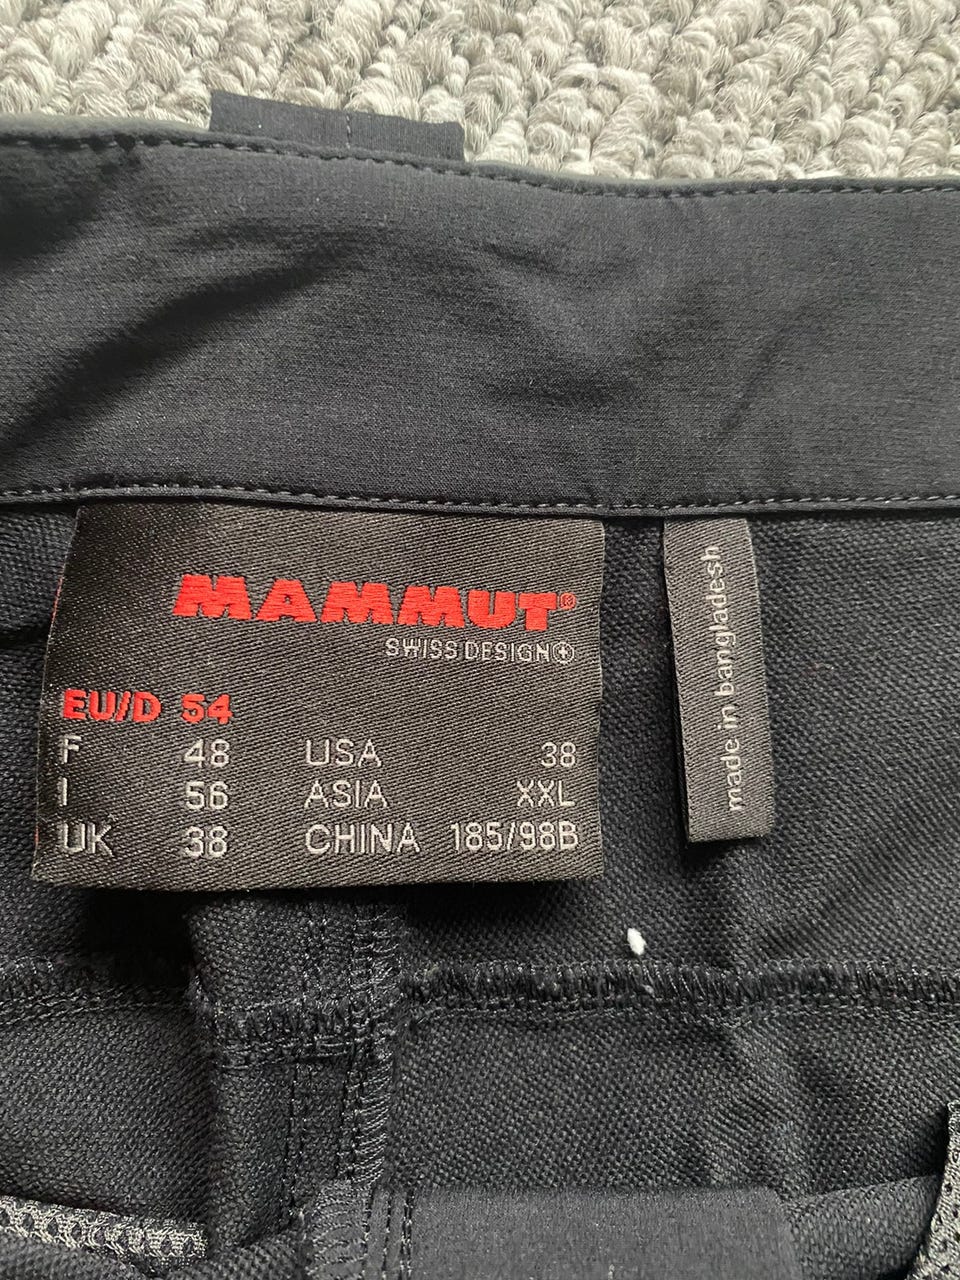 MAMMUT®
SWISS DESIGN
EU/D 54
F 48 USA 38
I 56 ASIA XXL
UK 38 CHINA 185/98B
made in bangladesh